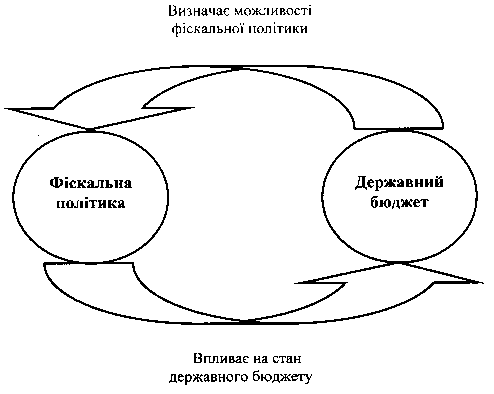 Визначає можливості
фіскальної політики
Фіскальна
політика
Державний
бюджет
Впливає на стан
державного бюджету